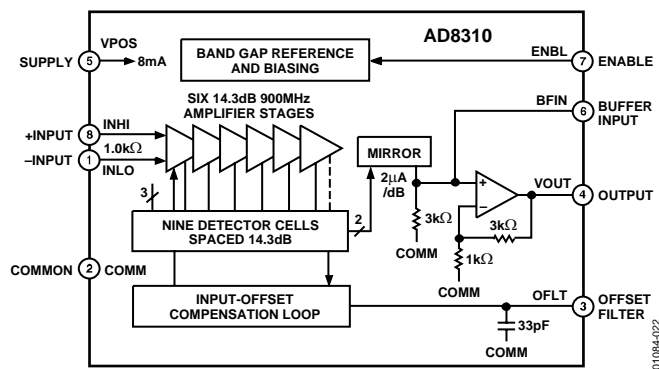 AD8310
SUPPLY
5
VPOS
8mA
BAND GAP REFERENCE
AND BIASING
ENBL
7
ENABLE
SIX 14.3dB 900MHz
AMPLIFIER STAGES
BFIN
6
BUFFER
INPUT
+INPUT
8
INHI
1.0kΩ
–INPUT
1
INLO
MIRROR
2μA
/dB
3kΩ
COMM
+
–
VOUT
4
OUTPUT
3kΩ
1kΩ
COMM
3
NINE DETECTOR CELLS
SPACED 14.3dB
2
COMMON
2
COMM
INPUT-OFFSET
COMPENSATION LOOP
OFLT
3
OFFSET
FILTER
33pF
COMM
01084-022